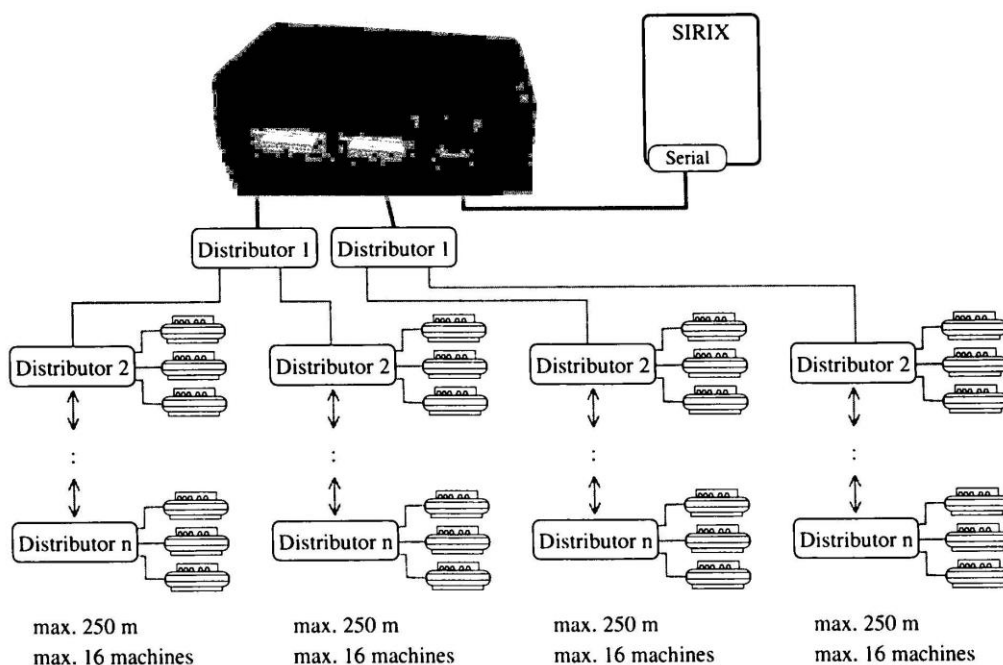 SIRIX
Serial
Distributor 1
Distributor 1
Distributor 2
Distributor 2
Distributor 2
Distributor 2
:
:
:
:
Distributor n
Distributor n
Distributor n
Distributor n
max. 250 m
max. 16 machines
max. 250 m
max. 16 machines
max. 250 m
max. 16 machines
max. 250 m
max. 16 machines